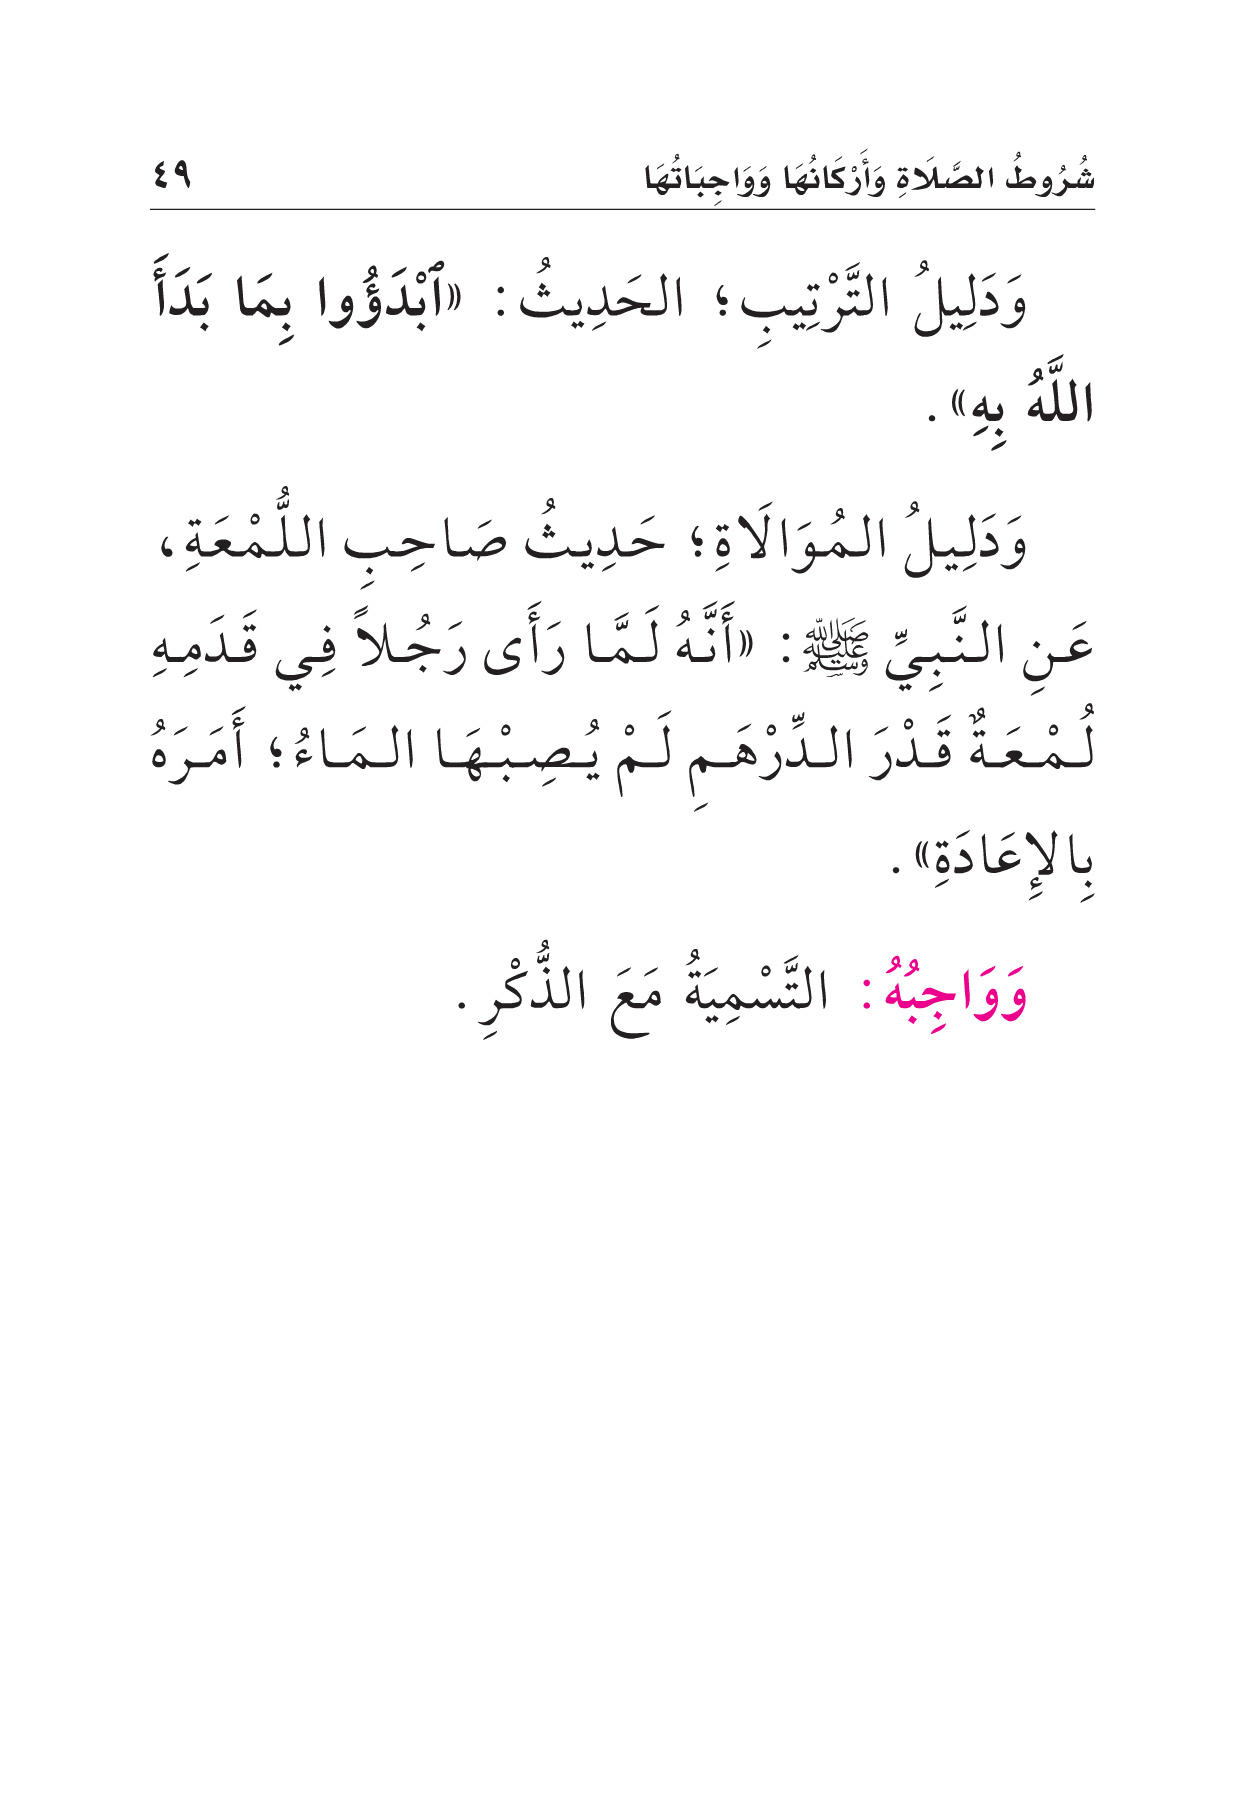 شُرُوطُ الصَّلَاةِ وَأَرْكَانُهَا وَوَاجِبَاتُهَا ٤٩
وَدَلِيلُ التَّرْتِيبِ؛ الحَدِيثُ: «ٱبْدَؤُوا بِمَا بَدَأَ
اللَّهُ بِهِ».
وَدَلِيلُ المُوَالَاةِ؛ حَدِيثُ صَاحِبِ اللُّمْعَةِ،
عَنِ النَّبِيِّ ﷺ: «أَنَّهُ لَمَّا رَأَى رَجُلاً فِي قَدَمِهِ
لُمْعَةٌ قَدْرَ الدِّرْهَمِ لَمْ يُصِبْهَا المَاءُ؛ أَمَرَهُ
بِالإِعَادَةِ».
وَوَاجِبُهُ: التَّسْمِيَةُ مَعَ الذُّكْرِ.